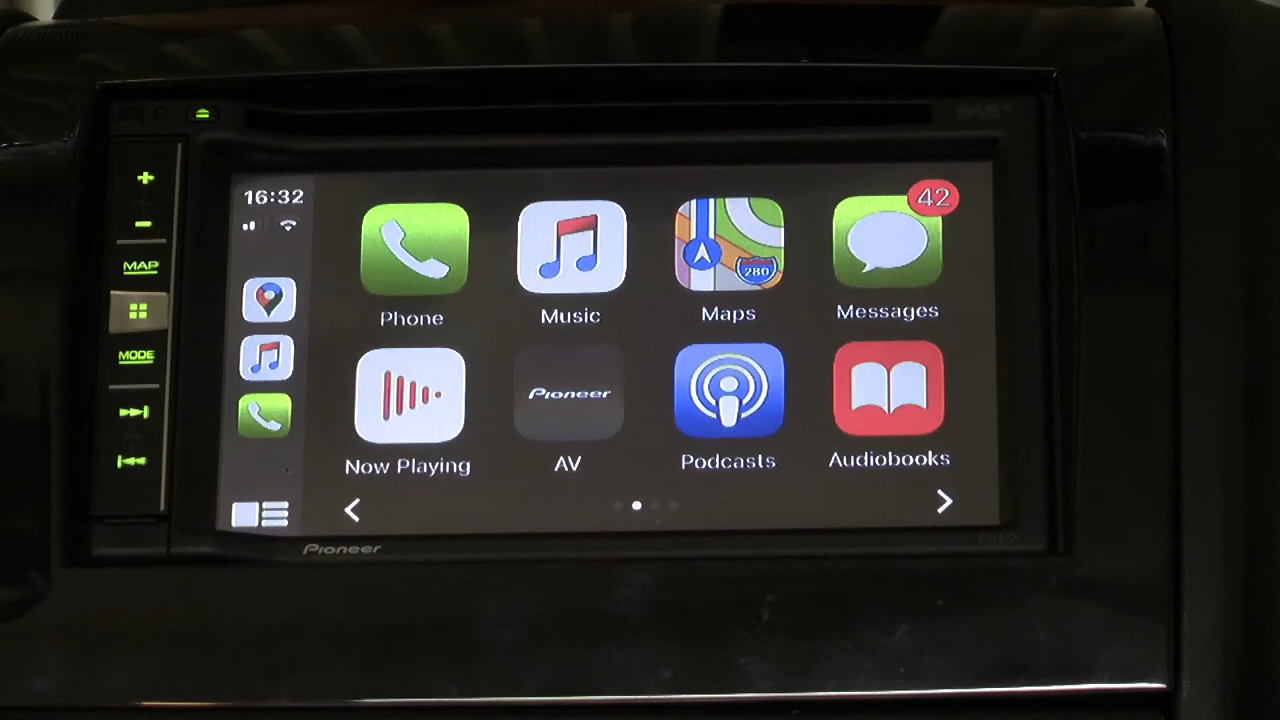 16:32
42
MAP
MODE
280
Phone
Music
Maps
Messages
Pioneer
Now Playing
AV
Podcasts
Audiobooks
Pioneer